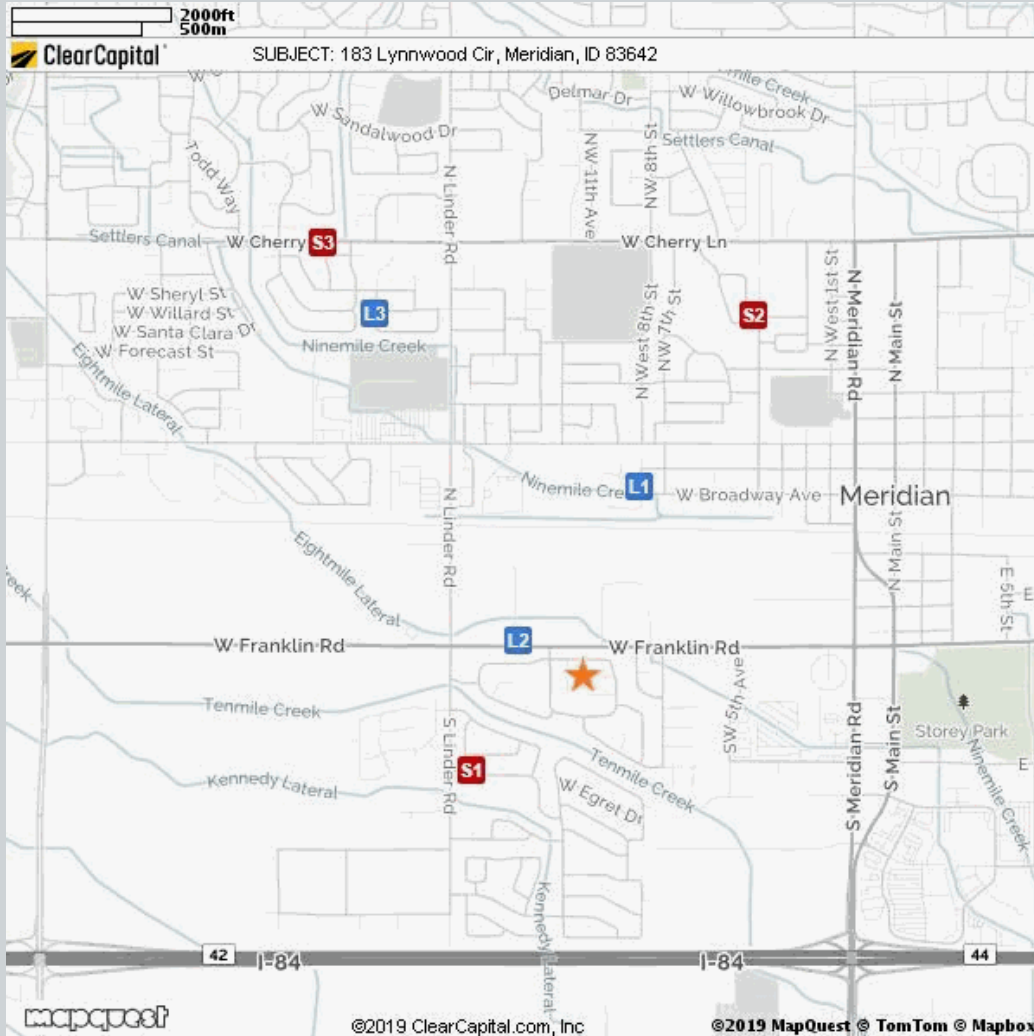 2000ft
500m
ClearCapital
SUBJECT: 183 Lynnwood Cir, Meridian, ID 83642
W
mile Creek
Delmar Dr
W Willowbrook Dr
W Sandalwood Dr
Settlers Canal
Todd Way
N Linder Rd
NW 11th Ave
NW 8th St
Settlers Canal
W Cherry
S3
W Cherry Ln
W Sheryl St
W Willard St
W Santa Clara Dr
W Forecast St
L3
S2
Ninemile Creek
N West 8th St
NW 7th St
N West 1st St
N Meridian Rd
N Main St
Eightmile Lateral
Ninemile Cre
L1
W Broadway Ave
Meridian
N Linder Rd
N Main St
Eightmile Lateral
E 5th St
E
reek
W Franklin Rd
L2
W Franklin Rd
Tenmile Creek
SW 5th Ave
Storey Park
S Linder Rd
S1
Tenmile Creek
S Meridian Rd
S Main St
E
Ninemile Creek
Kennedy Lateral
W Egret Dr
Kennedy Lateral
42
I-84
I-84
44
mapquest
©2019 ClearCapital.com, Inc
©2019 MapQuest © TomTom © Mapbox